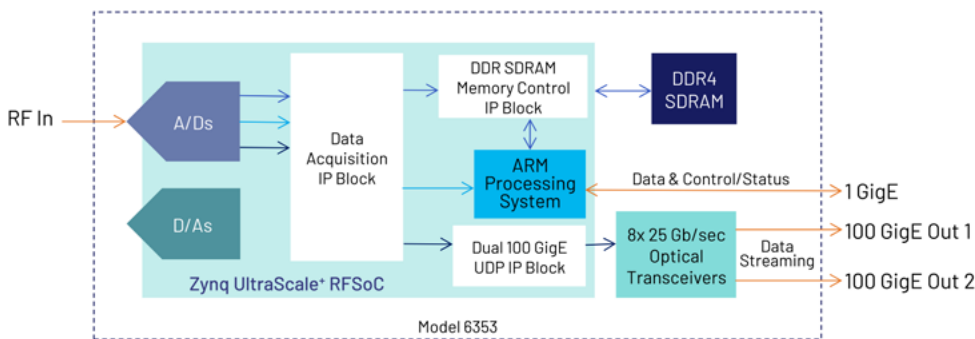 RF In
A/Ds
D/As
Data
Acquisition
IP Block
DDR SDRAM
Memory Control
IP Block
DDR4
SDRAM
ARM
Processing
System
Data & Control/Status
1 GigE
Dual 100 GigE
UDP IP Block
8x 25 Gb/sec
Optical
Transceivers
Data
Streaming
100 GigE Out 1
100 GigE Out 2
Zynq UltraScale⁺ RFSoC
Model 6353